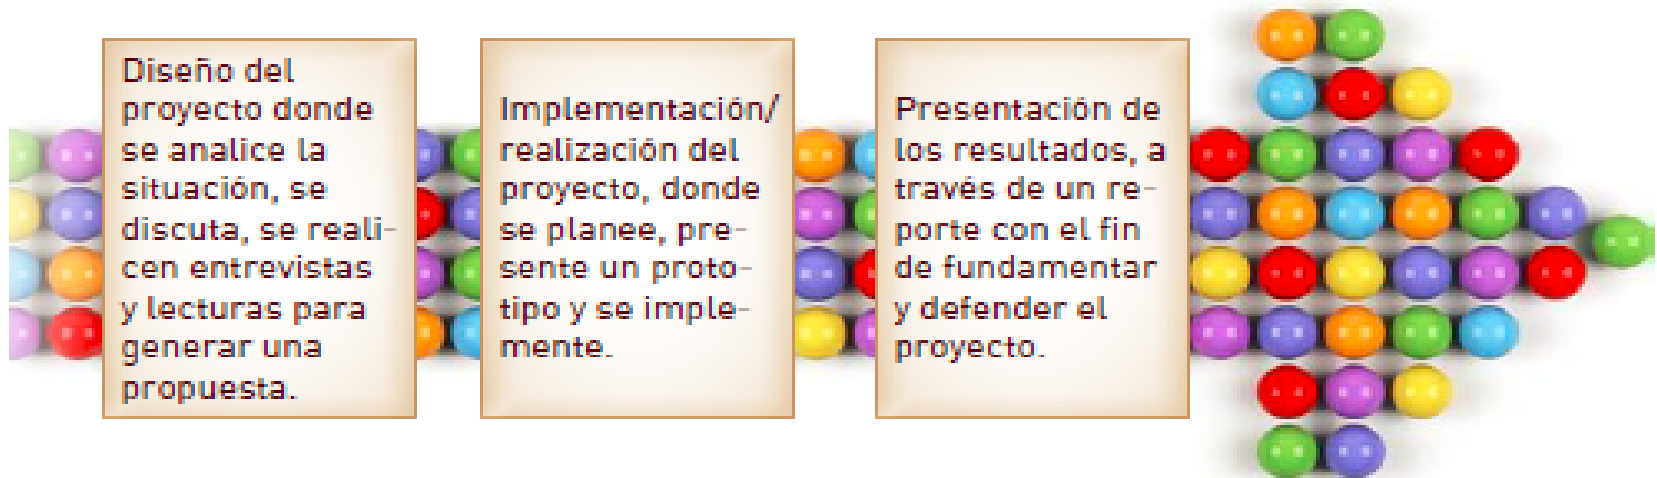 Diseño del
proyecto donde
se analice la
situación, se
discuta, se reali-
cen entrevistas
y lecturas para
generar una
propuesta.
Implementación/
realización del
proyecto, donde
se planee, pre-
sente un proto-
tipo y se imple-
mente.
Presentación de
los resultados, a
través de un re-
porte con el fin
de fundamentar
y defender el
proyecto.